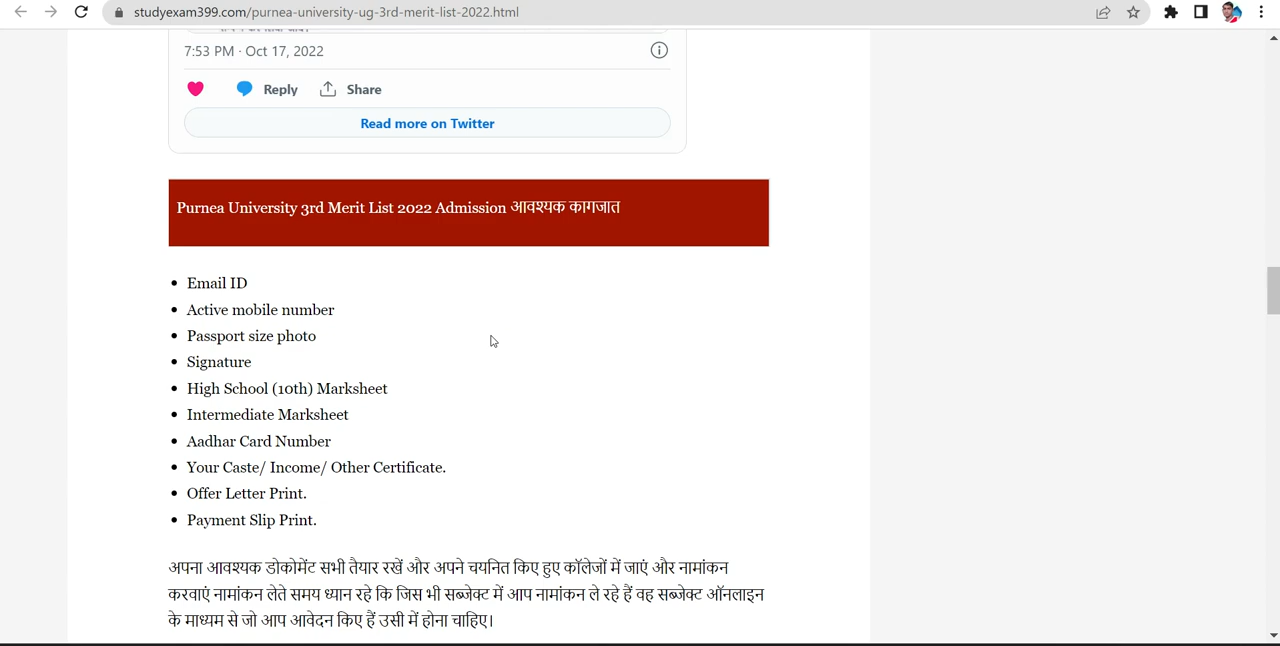 studyexam399.com/purnea-university-ug-3rd-merit-list-2022.html
7:53 PM · Oct 17, 2022
Reply
Share
Read more on Twitter
Purnea University 3rd Merit List 2022 Admission आवश्यक कागजात
• Email ID
• Active mobile number
• Passport size photo
• Signature
• High School (10th) Marksheet
• Intermediate Marksheet
• Aadhar Card Number
• Your Caste/ Income/ Other Certificate.
• Offer Letter Print.
• Payment Slip Print.
अपना आवश्यक डोकोमेंट सभी तैयार रखें और अपने चयनित किए हुए कॉलेजों में जाएं और नामांकन
करवाएं नामांकन लेते समय ध्यान रहे कि जिस भी सब्जेक्ट में आप नामांकन ले रहे हैं वह सब्जेक्ट ऑनलाइन
के माध्यम से जो आप आवेदन किए हैं उसी में होना चाहिए।